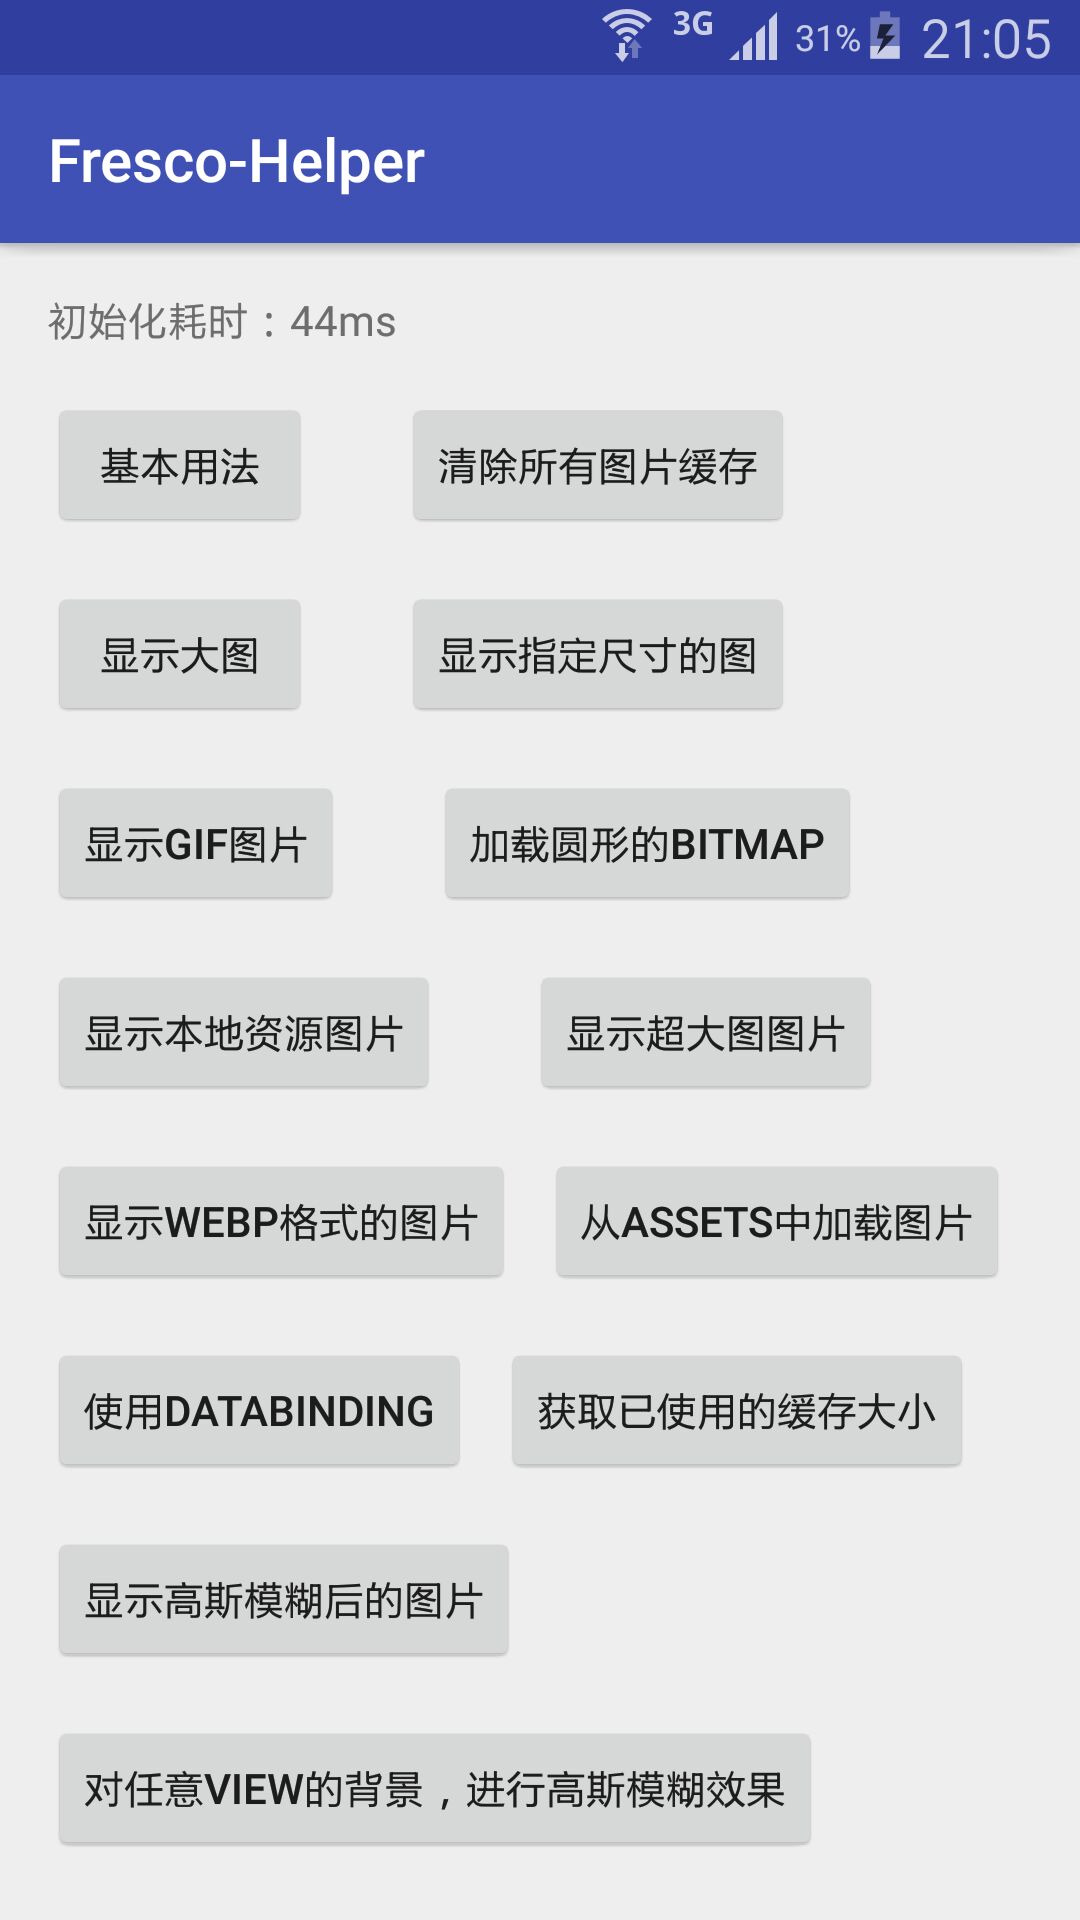 3G 31% 21:05
Fresco-Helper
初始化耗时：44ms
基本用法 清除所有图片缓存
显示大图 显示指定尺寸的图
显示GIF图片 加载圆形的BITMAP
显示本地资源图片 显示超大图图片
显示WEBP格式的图片 从ASSETS中加载图片
使用DATABINDING 获取已使用的缓存大小
显示高斯模糊后的图片
对任意VIEW的背景，进行高斯模糊效果